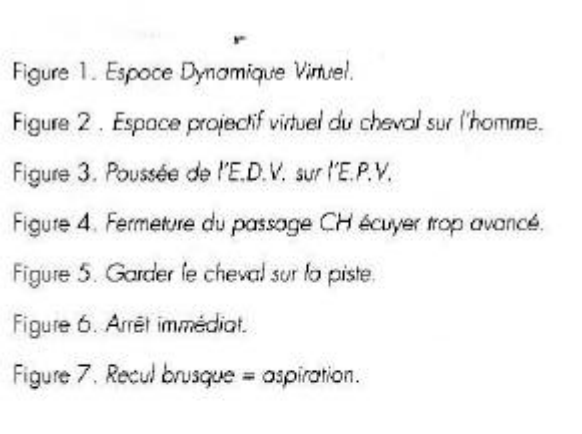 Figure 1. Espace Dynamique Virtuel.
Figure 2 . Espace projectif virtuel du cheval sur l'homme.
Figure 3. Poussée de l'E.D.V. sur l'E.P.V.
Figure 4. Fermeture du passage CH écuyer trop avancé.
Figure 5. Garder le cheval sur la piste.
Figure 6. Arrêt immédiat.
Figure 7. Recul brusque = aspiration.